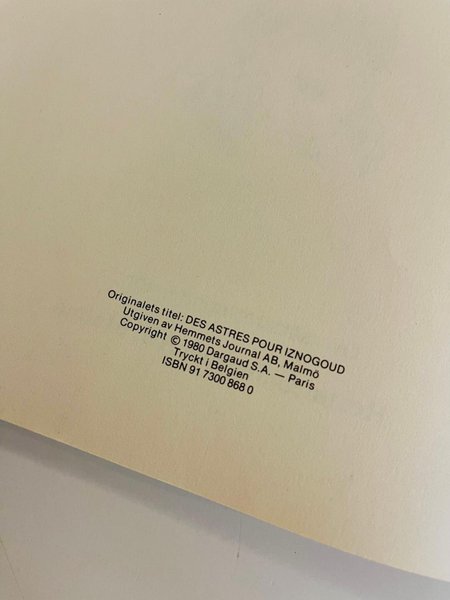 Originalets titel: DES ASTRES POUR IZNOGOUD
Utgiven av Hemmets Journal AB, Malmö
Copyright © 1980 Dargaud S.A. — Paris
Tryckt i Belgien
ISBN 91 7300 868 0